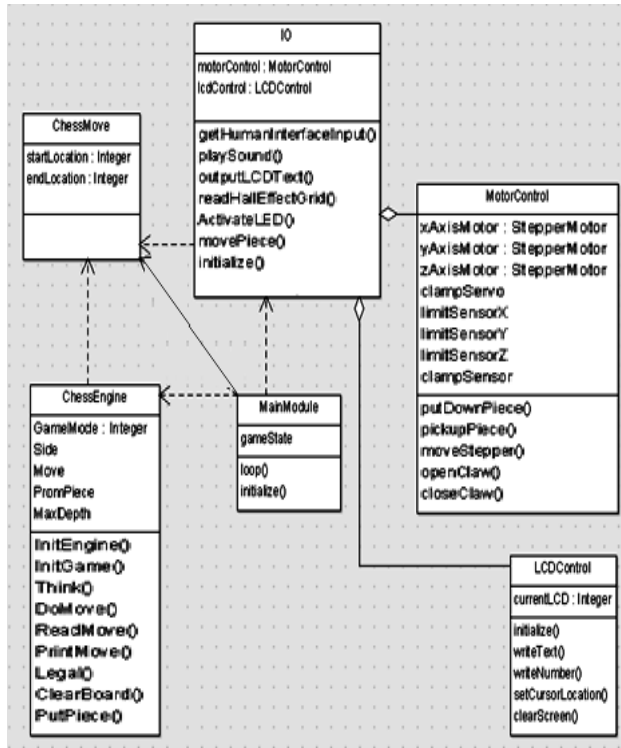 IO
motorControl : MotorControl
lcdControl : LCDControl
getHumanInterfaceInput()
playSound()
outputLCDText()
readHallEffectGrid()
ActivateLED()
movePiece()
initialize()
ChessMove
startLocation : Integer
endLocation : Integer
MotorControl
xAxisMotor : StepperMotor
yAxisMotor : StepperMotor
zAxisMotor : StepperMotor
clampServo
limitSensorX
limitSensorY
limitSensorZ
clampSensor
putDownPiece()
pickupPiece()
moveStepper()
openClaw()
closeClaw()
ChessEngine
GameMode : Integer
Side
Move
PromPiece
MaxDepth
InitEngine()
InitGame()
Think()
DoMove()
ReadMove()
PrintMove()
Legal()
ClearBoard()
PutPiece()
MainModule
gameState
loop()
initialize()
LCDControl
currentLCD : Integer
initialize()
writeText()
writeNumber()
setCursorLocation()
clearScreen()